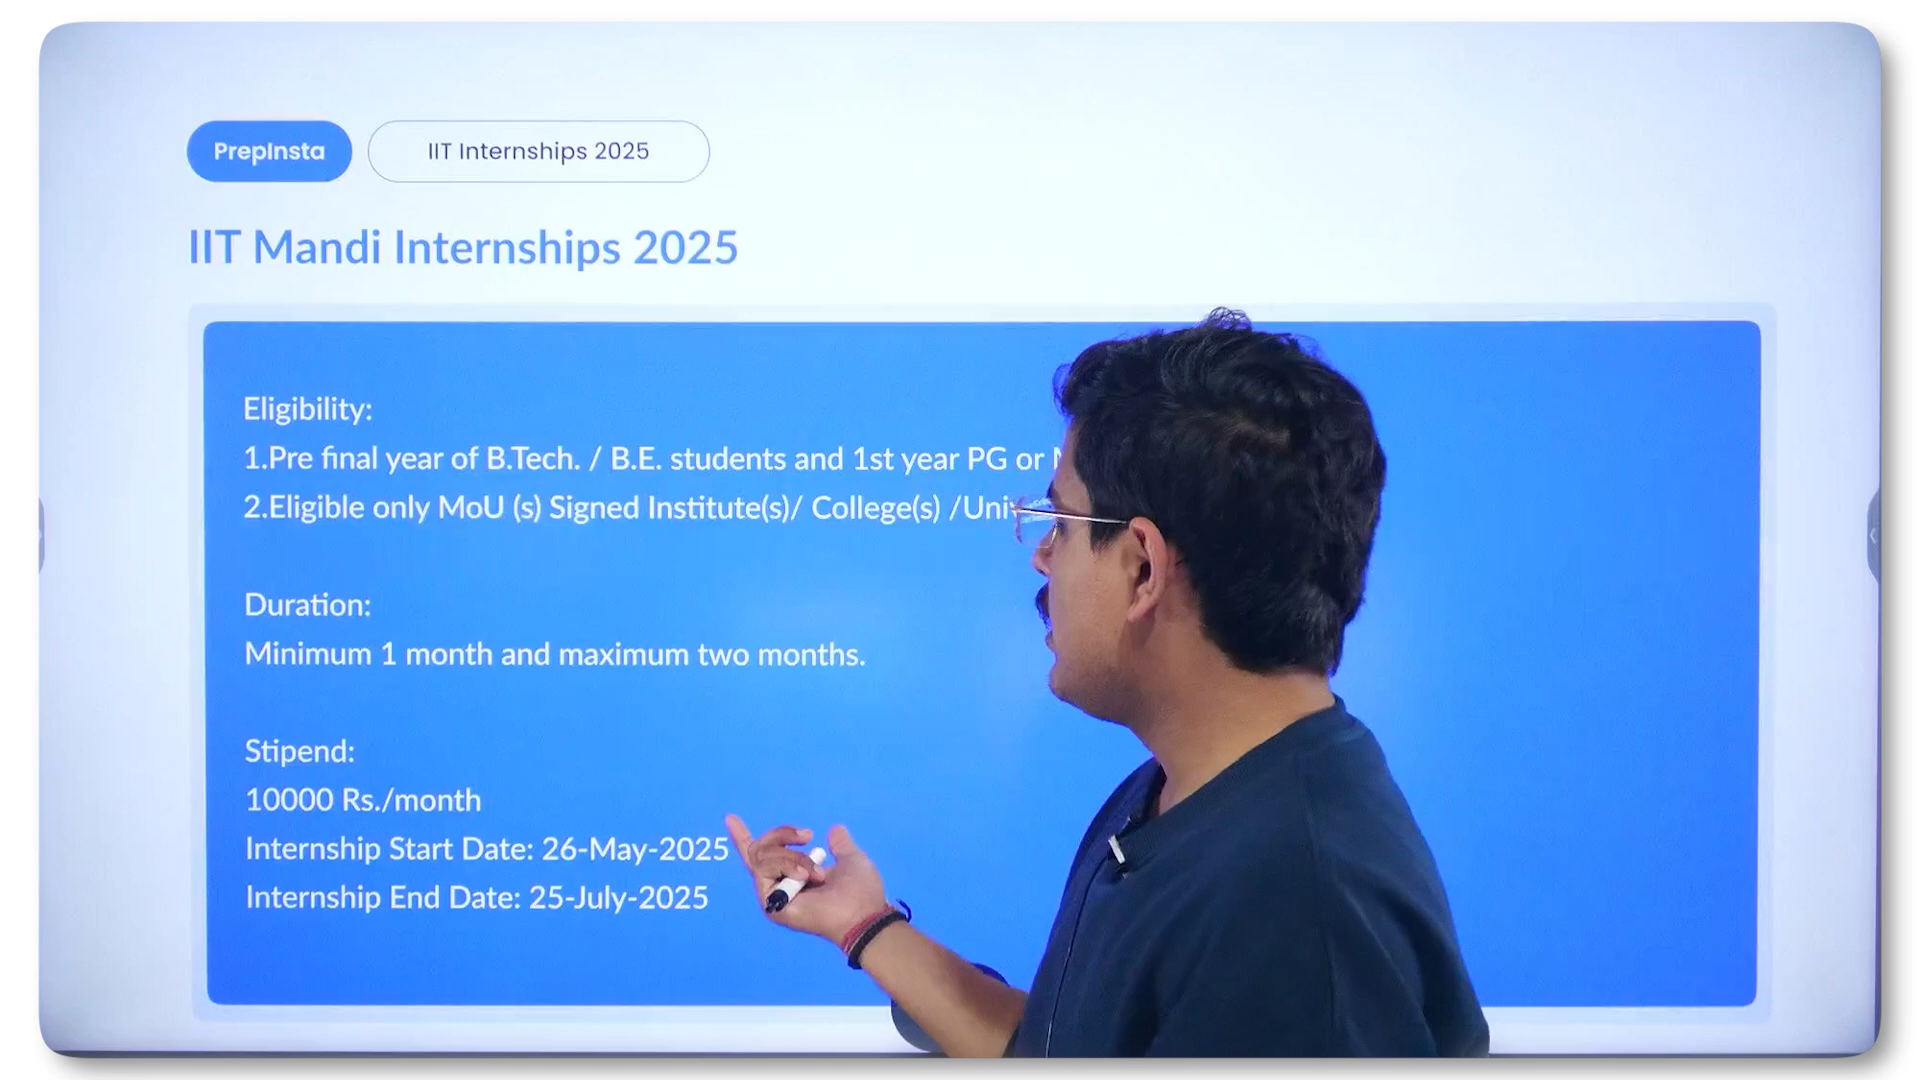 PrepInsta
IIT Internships 2025
IIT Mandi Internships 2025
Eligibility:
1.Pre final year of B.Tech. / B.E. students and 1st year PG or
2.Eligible only MoU (s) Signed Institute(s)/ College(s) /
Duration:
Minimum 1 month and maximum two months.
Stipend:
10000 Rs./month
Internship Start Date: 26-May-2025
Internship End Date: 25-July-2025